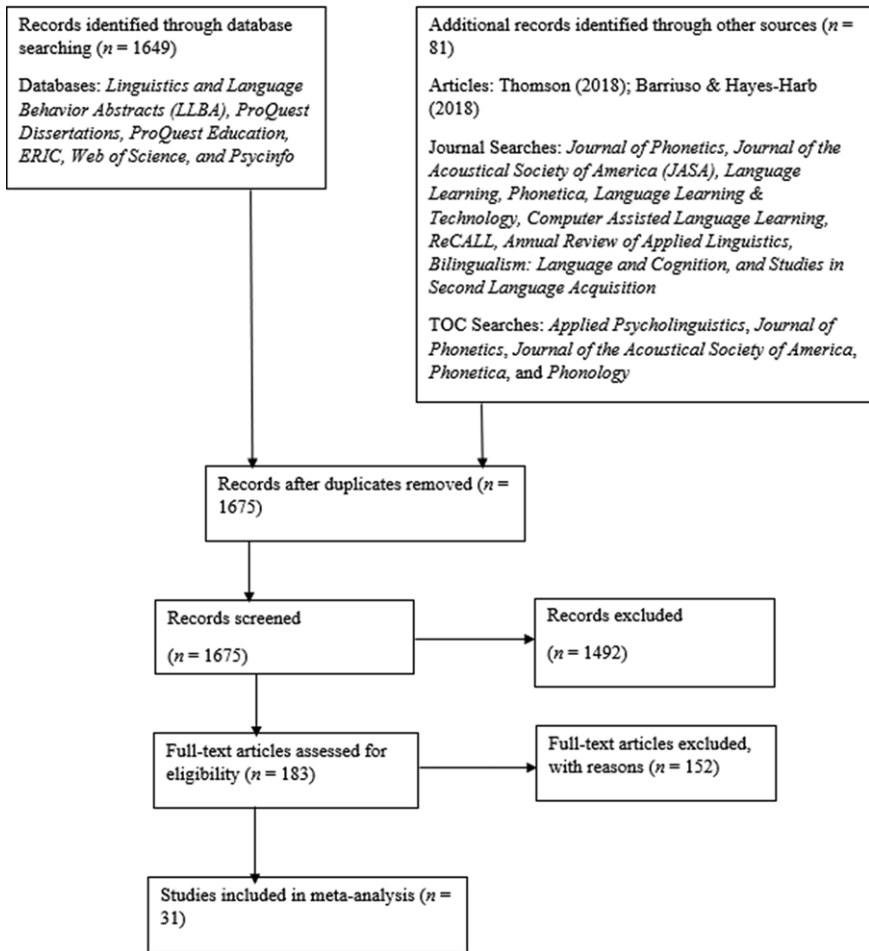 Records identified through database
searching (n = 1649)
Databases: Linguistics and Language
Behavior Abstracts (LLBA), ProQuest
Dissertations, ProQuest Education,
ERIC, Web of Science, and Psycinfo
Additional records identified through other sources (n =
81)
Articles: Thomson (2018); Barriuso & Hayes-Harb
(2018)
Journal Searches: Journal of Phonetics, Journal of the
Acoustical Society of America (JASA), Language
Learning, Phonetica, Language Learning &
Technology, Computer Assisted Language Learning,
ReCALL, Annual Review of Applied Linguistics,
Bilingualism: Language and Cognition, and Studies in
Second Language Acquisition
TOC Searches: Applied Psycholinguistics, Journal of
Phonetics, Journal of the Acoustical Society of America,
Phonetica, and Phonology
Records after duplicates removed (n =
1675)
Records screened
(n = 1675)
Records excluded
(n = 1492)
Full-text articles assessed for
eligibility (n = 183)
Full-text articles excluded,
with reasons (n = 152)
Studies included in meta-analysis (n =
31)